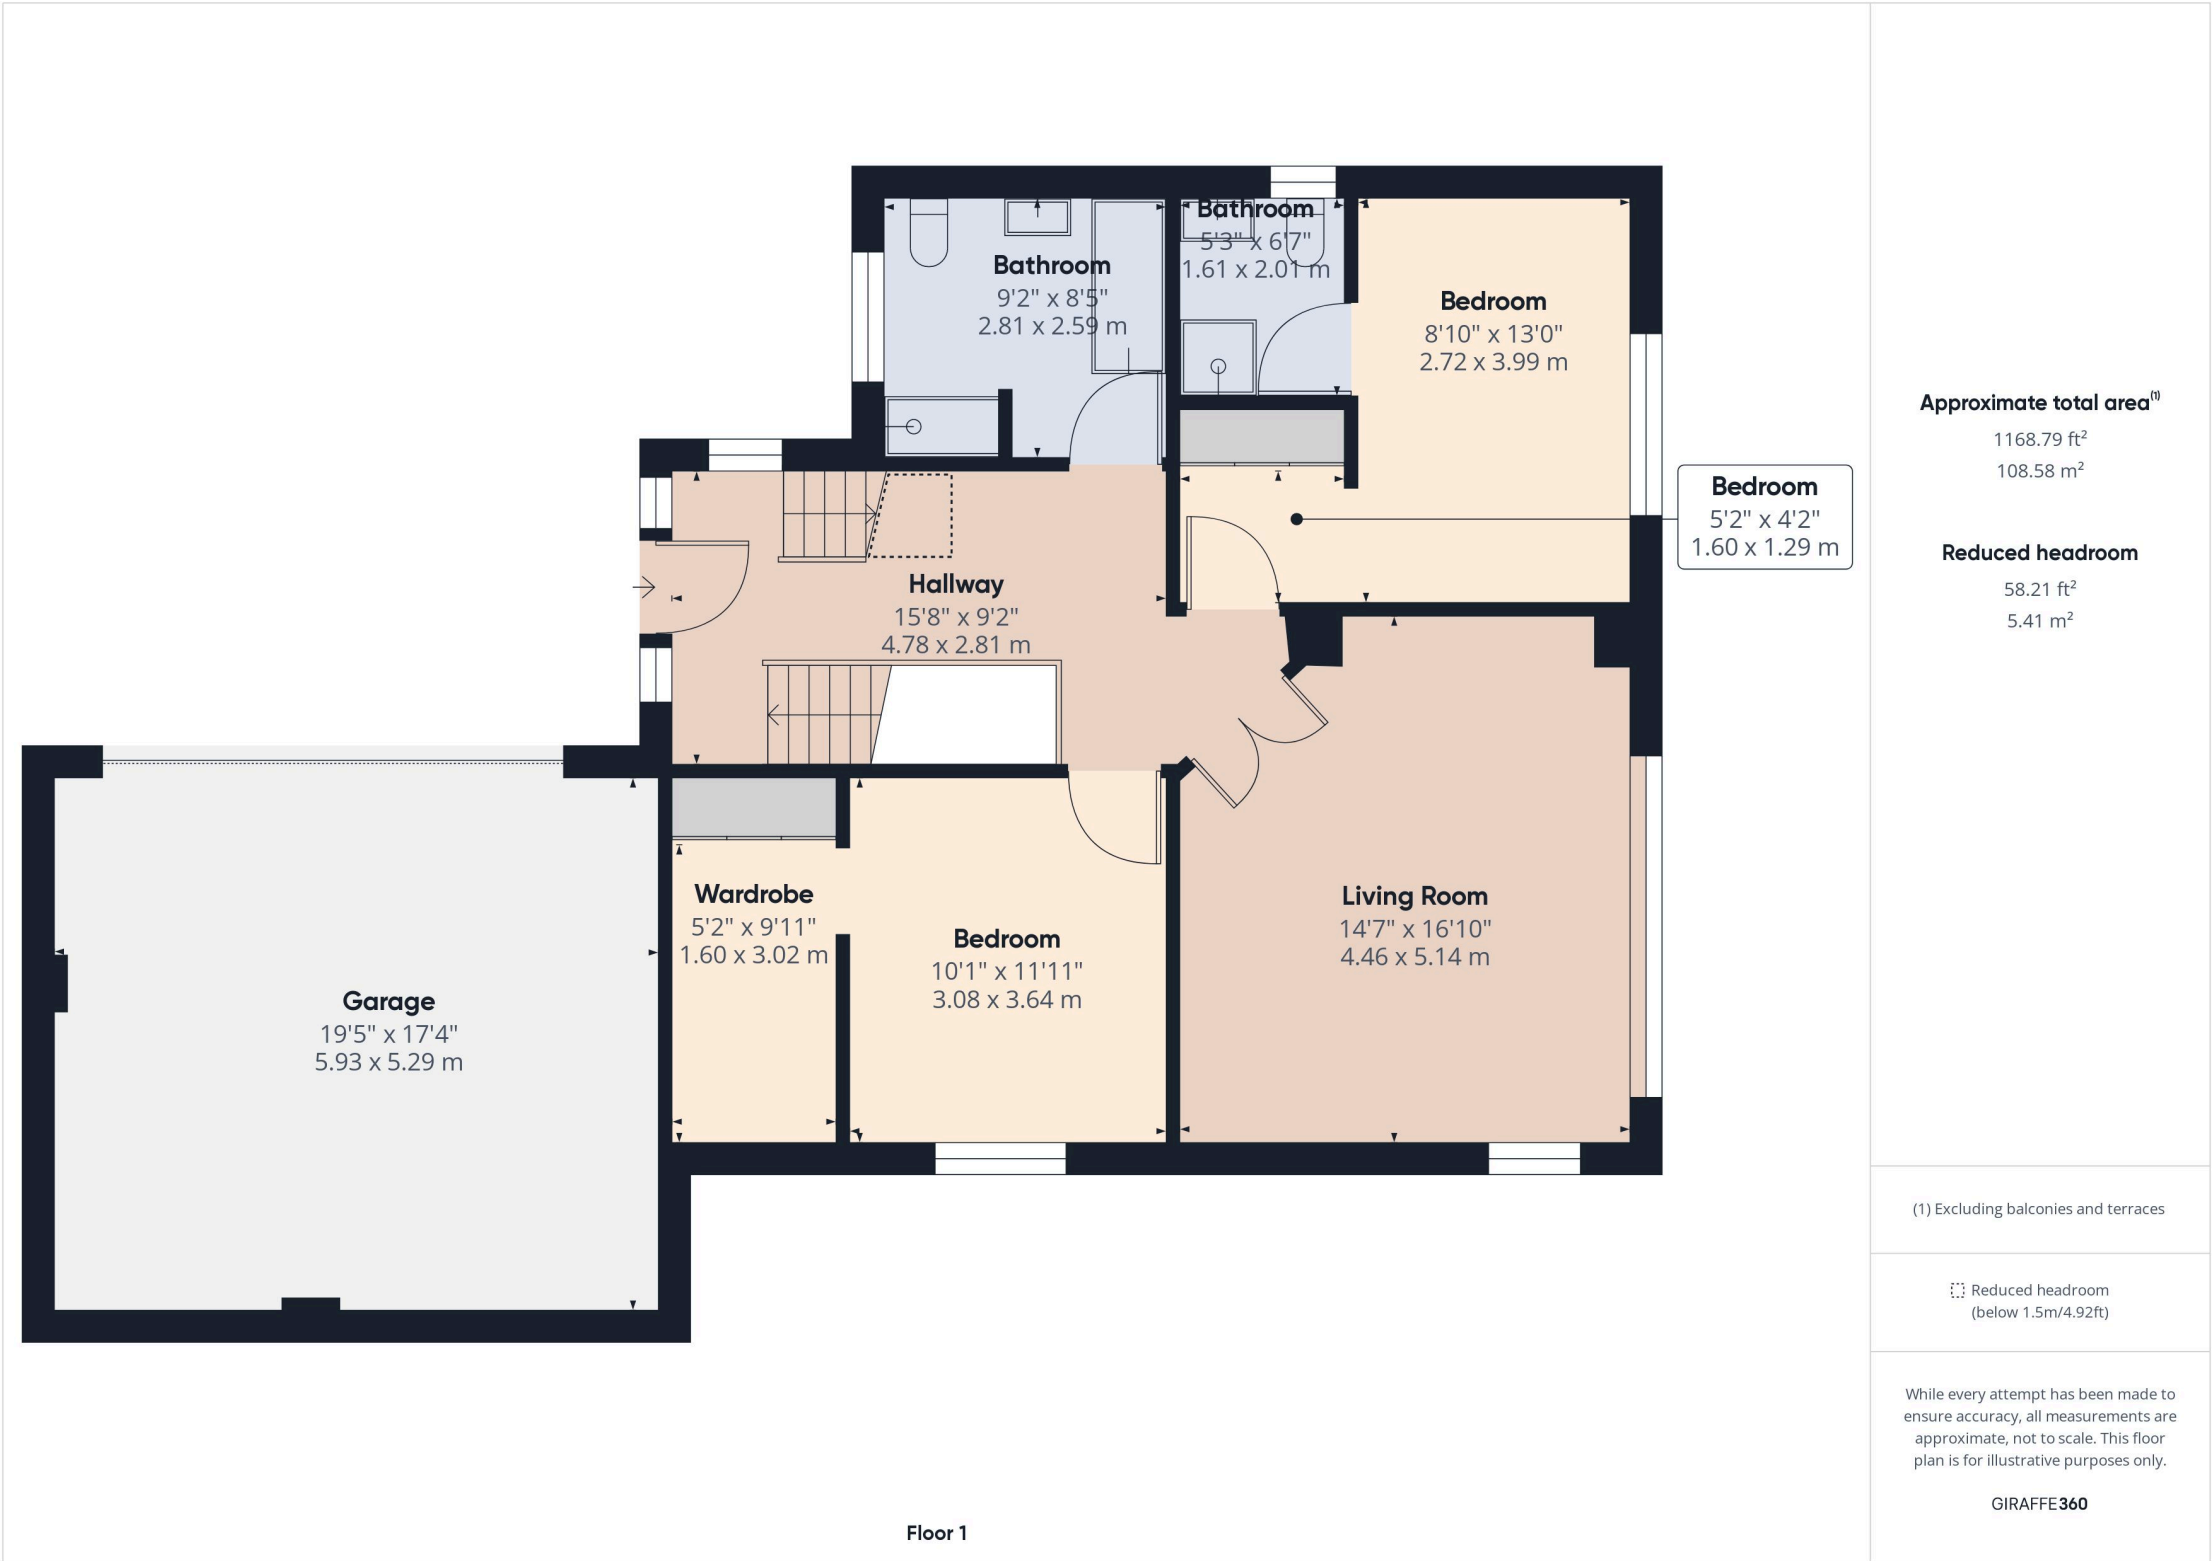 Bathroom
9'2" x 8'5"
2.81 x 2.59 m
Bathroom
5'3" x 6'7"
1.61 x 2.01 m
Bedroom
8'10" x 13'0"
2.72 x 3.99 m
Bedroom
5'2" x 4'2"
1.60 x 1.29 m
Hallway
15'8" x 9'2"
4.78 x 2.81 m
Wardrobe
5'2" x 9'11"
1.60 x 3.02 m
Bedroom
10'1" x 11'11"
3.08 x 3.64 m
Living Room
14'7" x 16'10"
4.46 x 5.14 m
Garage
19'5" x 17'4"
5.93 x 5.29 m
Floor 1
Approximate total area(1)
1168.79 ft²
108.58 m²
Reduced headroom
58.21 ft²
5.41 m²
(1) Excluding balconies and terraces
Reduced headroom
(below 1.5m/4.92ft)
While every attempt has been made to
ensure accuracy, all measurements are
approximate, not to scale. This floor
plan is for illustrative purposes only.
GIRAFFE360